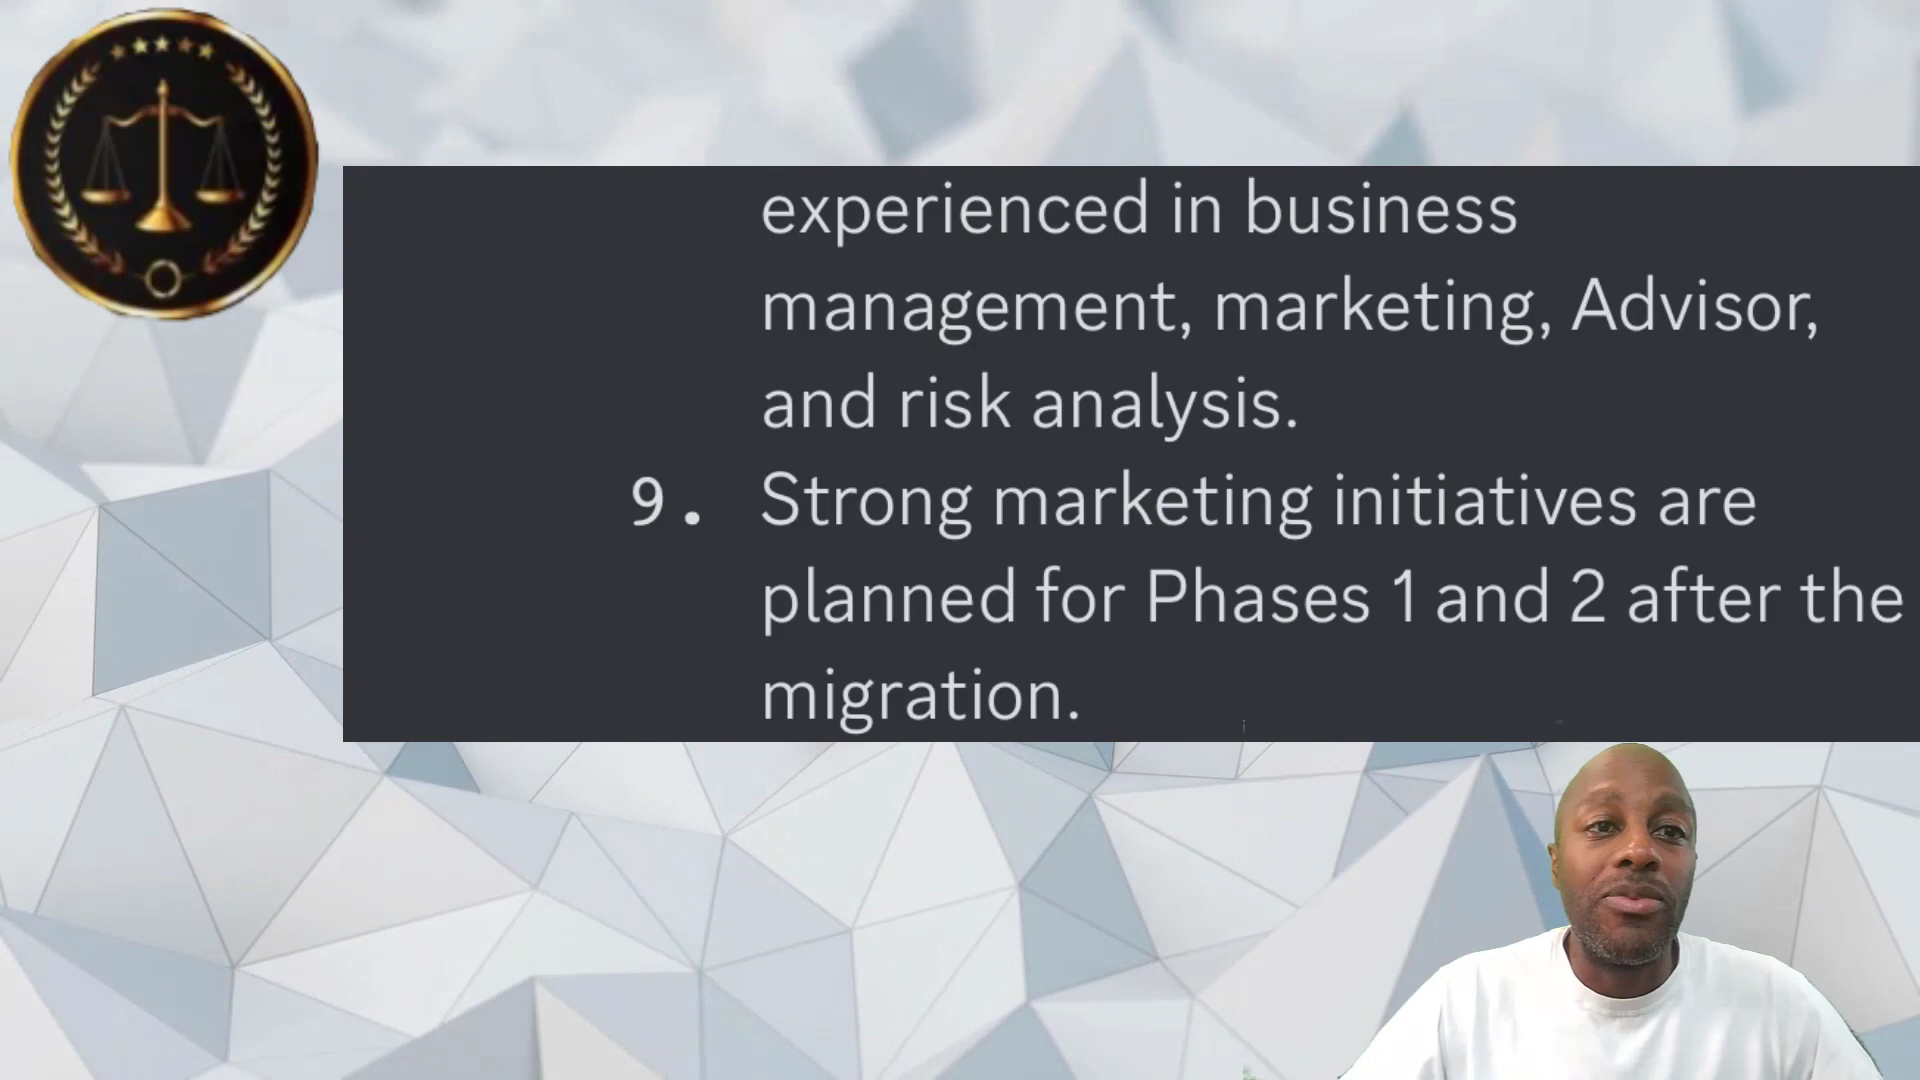 experienced in business
management, marketing, Advisor,
and risk analysis.
9. Strong marketing initiatives are
planned for Phases 1 and 2 after the
migration.